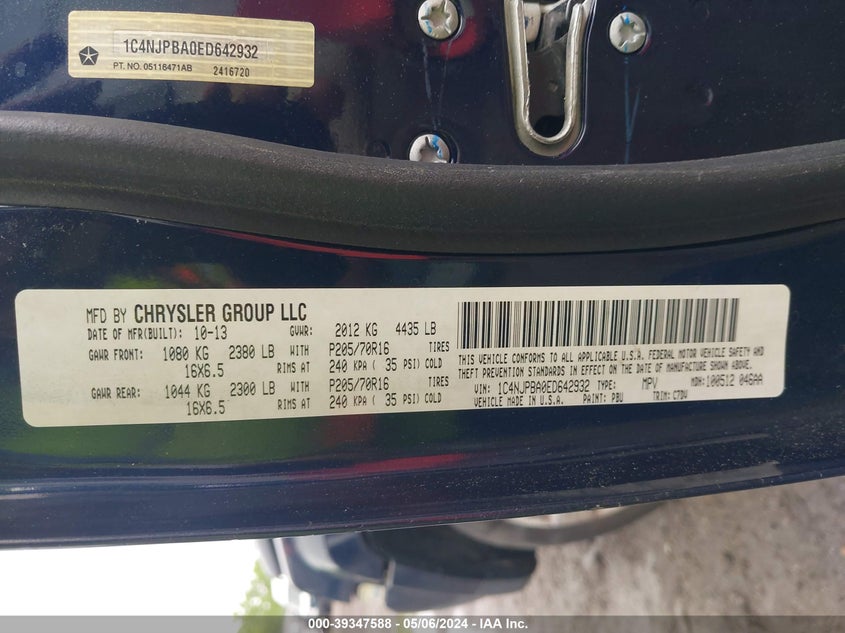 1C4NJPBA0ED642932
PT. NO. 05116471AB 2416720
MFD BY CHRYSLER GROUP LLC
DATE OF MFR(BUILT): 10-13 GVWR: 2012 KG 4435 LB
GAWR FRONT: 1080 KG 2380 LB WITH P205/70R16 TIRES
16X6.5 RIMS AT 240 KPA ( 35 PSI) COLD
GAWR REAR: 1044 KG 2300 LB WITH P205/70R16 TIRES
16X6.5 RIMS AT 240 KPA ( 35 PSI) COLD
THIS VEHICLE CONFORMS TO ALL APPLICABLE U.S.A. FEDERAL MOTOR VEHICLE SAFETY AND
THEFT PREVENTION STANDARDS IN EFFECT ON THE DATE OF MANUFACTURE SHOWN ABOVE.
VIN: 1C4NJPBA0ED642932 TYPE: MPV MDH: 100512 046AA
VEHICLE MADE IN U.S.A. PAINT: PBU TRIM: C7DV
000-39347588 - 05/06/2024 - IAA Inc.